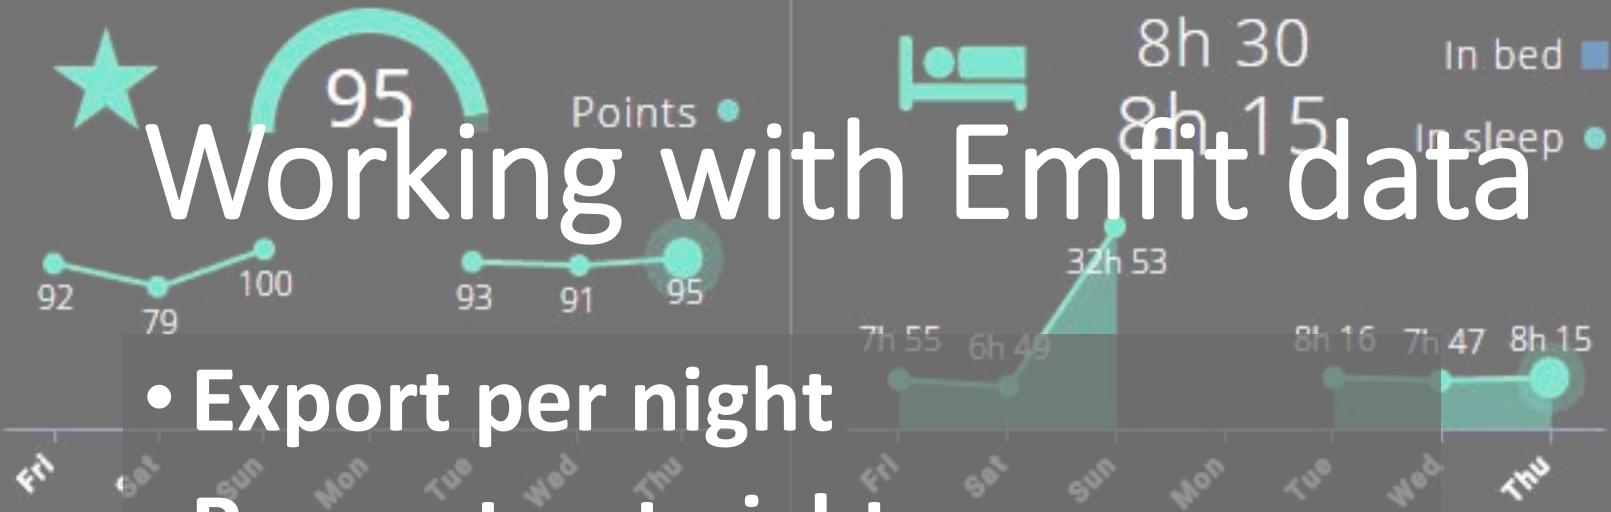 95
Points
8h 30
In bed
8h 15
In sleep
Working with Emfit data
92
79
100
93
91
95
32h 53
7h 55
6h 49
8h 16
7h 47
8h 15
• Export per night
Fri Sat Sun Mon Tue Wed Thu
Fri Sat Sun Mon Tue Wed Thu